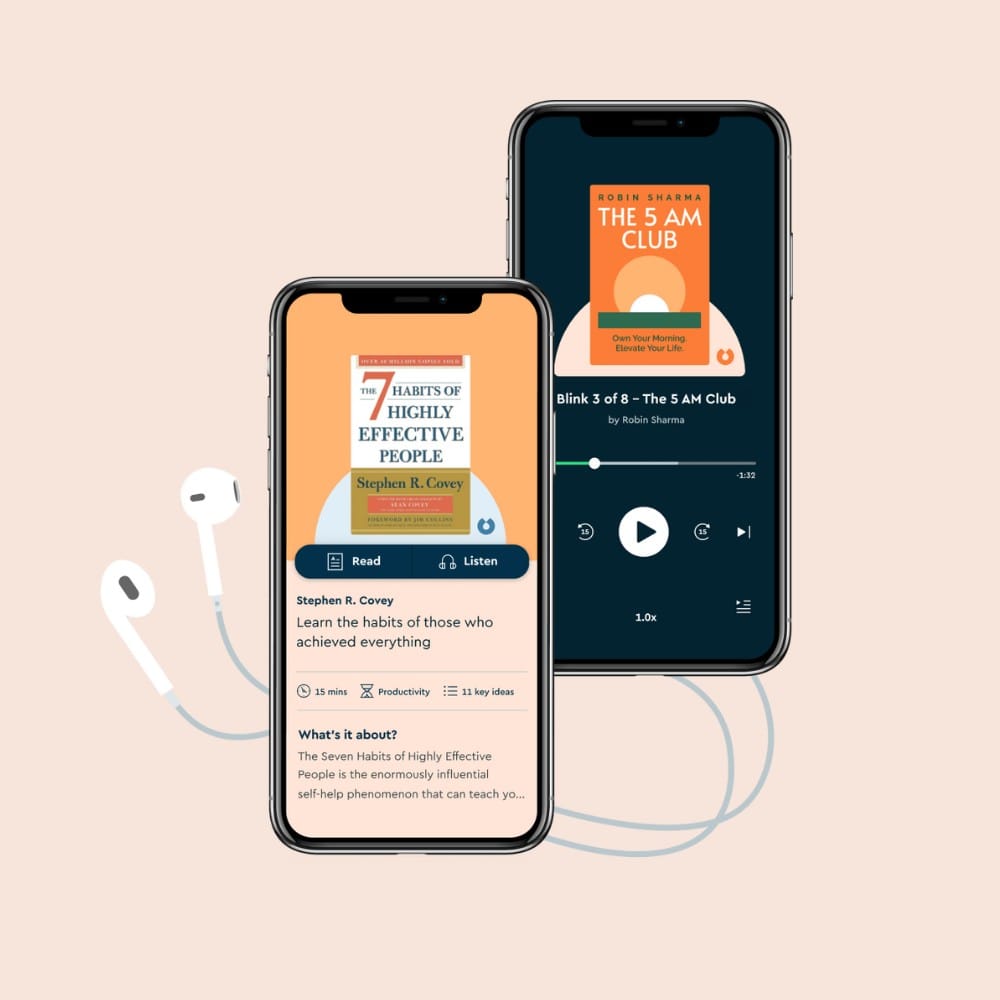 ROBIN SHARMA
THE 5 AM
CLUB
Own Your Morning.
Elevate Your Life.
Blink 3 of 8 – The 5 AM Club
by Robin Sharma
-1:32
15
15
1.0x
OVER 40 MILLION COPIES SOLD
THE 7 HABITS OF
HIGHLY
EFFECTIVE
PEOPLE
Stephen R. Covey
SEAN COVEY
FOREWORD BY JIM COLLINS
Read
Listen
Stephen R. Covey
Learn the habits of those who
achieved everything
15 mins
Productivity
11 key ideas
What's it about?
The Seven Habits of Highly Effective
People is the enormously influential
self-help phenomenon that can teach yo...